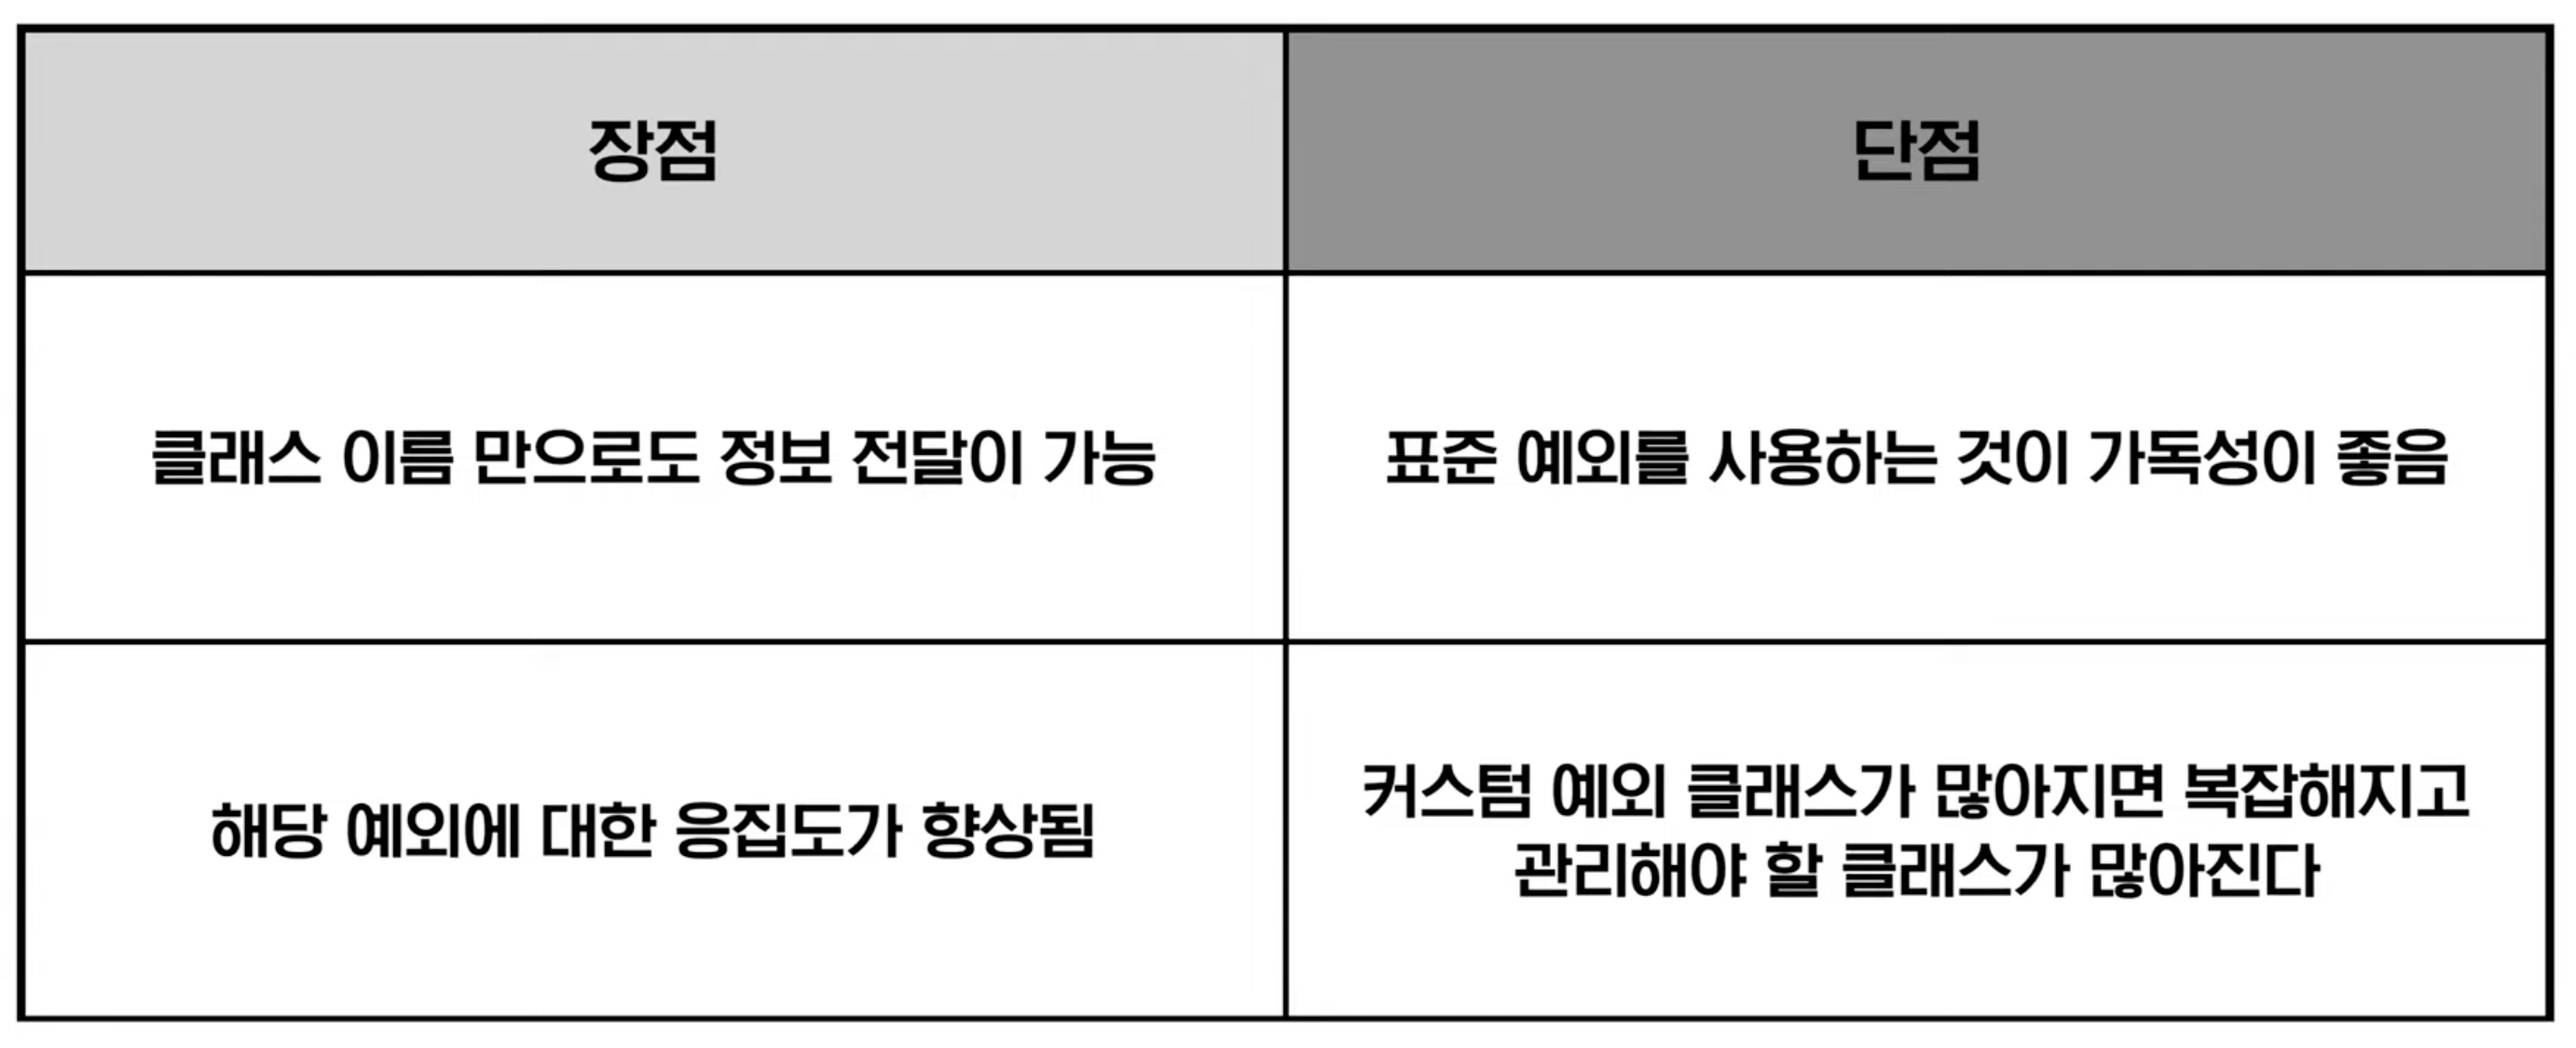 장점
단점
클래스 이름 만으로도 정보 전달이 가능
표준 예외를 사용하는 것이 가독성이 좋음
해당 예외에 대한 응집도가 향상됨
커스텀 예외 클래스가 많아지면 복잡해지고
관리해야 할 클래스가 많아진다